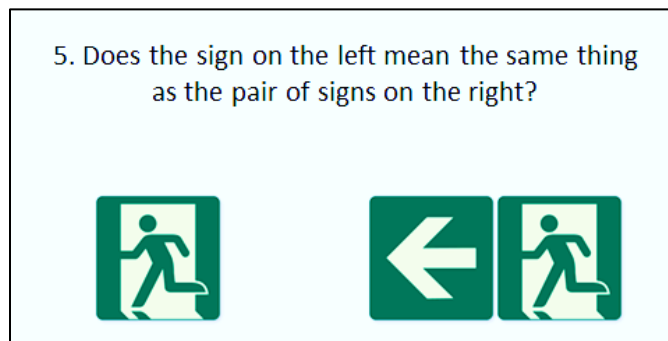 5. Does the sign on the left mean the same thing
as the pair of signs on the right?